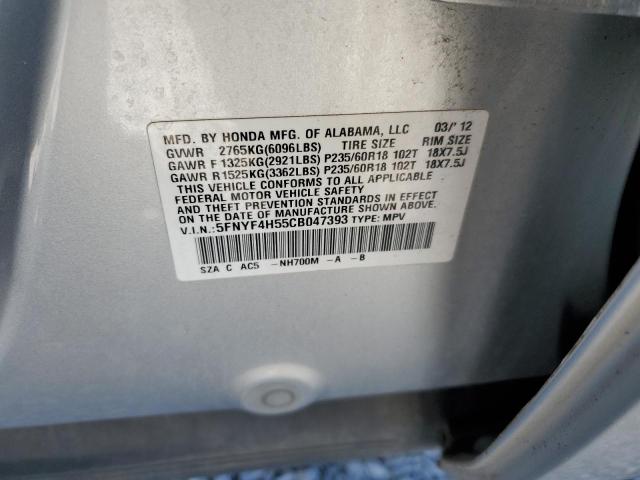 MFD. BY HONDA MFG. OF ALABAMA, LLC 03/'12
GVWR 2765KG(6096LBS) TIRE SIZE RIM SIZE
GAWR F 1325KG(2921LBS) P235/60R18 102T 18X7.5J
GAWR R 1525KG(3362LBS) P235/60R18 102T 18X7.5J
THIS VEHICLE CONFORMS TO ALL APPLICABLE
FEDERAL MOTOR VEHICLE SAFETY
STANDARDS IN EFFECT
ON THE DATE OF MANUFACTURE SHOWN ABOVE.
V.I.N.:5FNYF4H55CB047393 TYPE: MPV
SZA C AC5 -NH700M -A -B